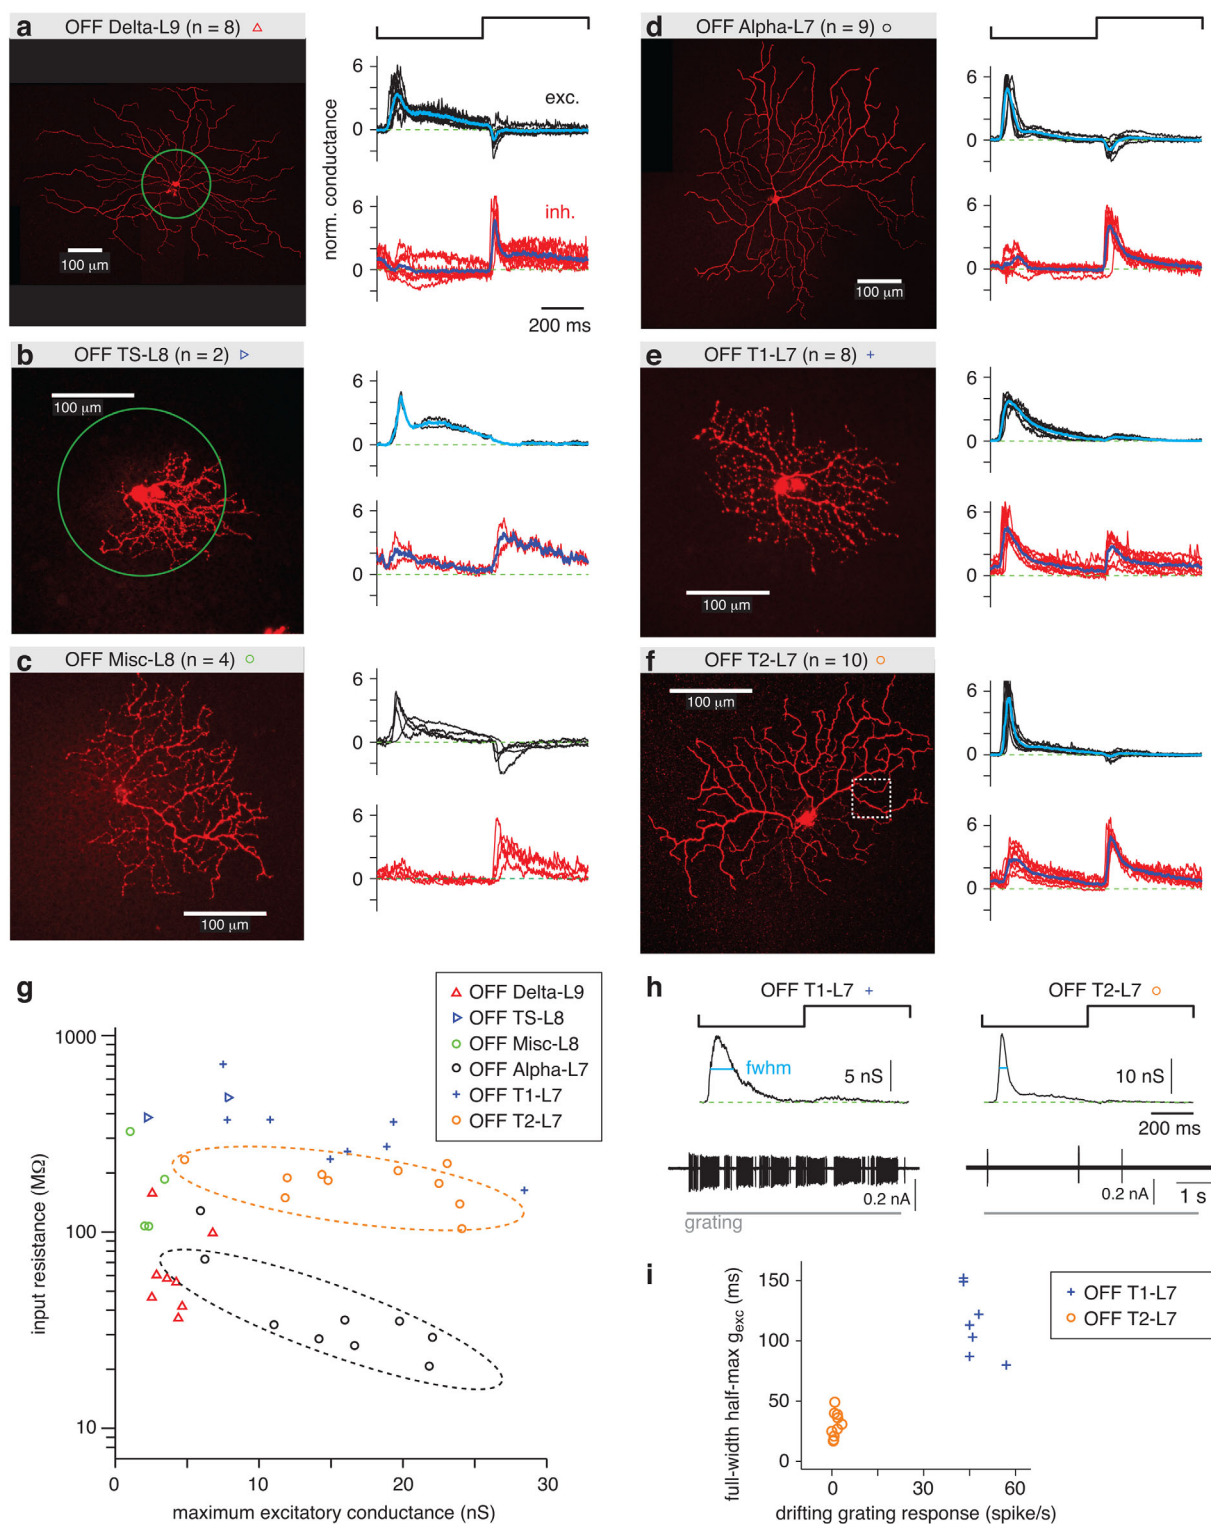 a OFF Delta-L9 (n = 8)
6
exc.
0
norm. conductance
6
inh.
0
100 μm
200 ms
b OFF TS-L8 (n = 2)
100 μm
6
0
6
0
c OFF Misc-L8 (n = 4)
100 μm
6
0
6
0
d OFF Alpha-L7 (n = 9)
100 μm
6
0
6
0
e OFF T1-L7 (n = 8)
100 μm
6
0
6
0
f OFF T2-L7 (n = 10)
100 μm
6
0
6
0
g
OFF Delta-L9
OFF TS-L8
OFF Misc-L8
OFF Alpha-L7
OFF T1-L7
OFF T2-L7
1000
100
10
input resistance (MΩ)
0 10 20 30
maximum excitatory conductance (nS)
h
OFF T1-L7 +
OFF T2-L7
fwhm
5 nS
10 nS
200 ms
0.2 nA
0.2 nA
1 s
grating
i
OFF T1-L7
OFF T2-L7
150
100
50
0
full-width half-max gexc (ms)
0 30 60
drifting grating response (spike/s)